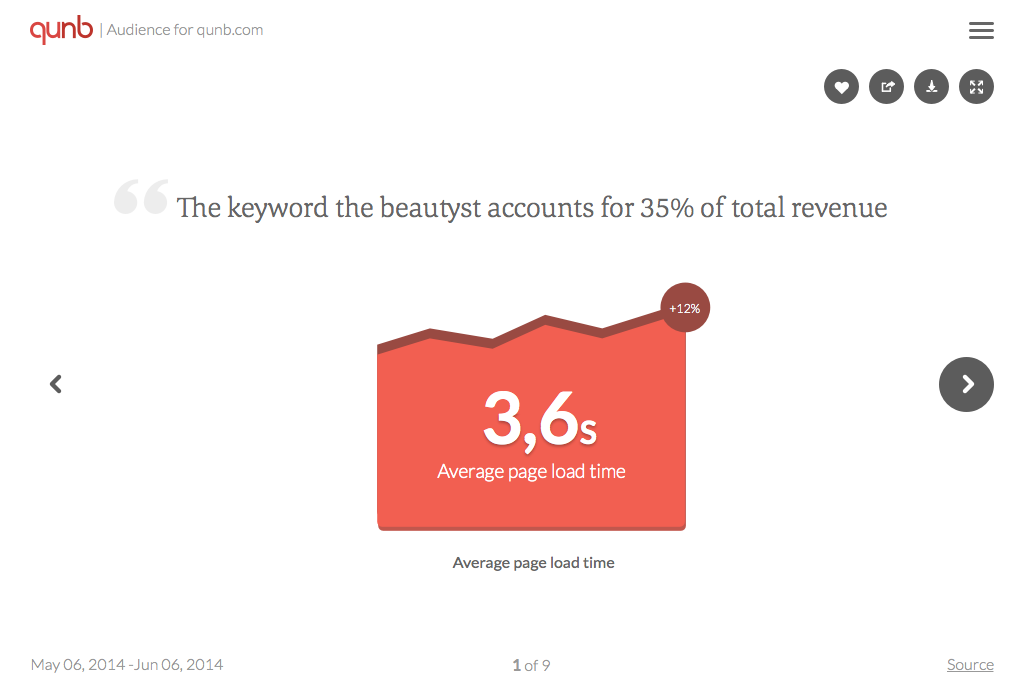 qunb | Audience for qunb.com
“ The keyword the beautyst accounts for 35% of total revenue
+12%
3,6s
Average page load time
Average page load time
May 06, 2014 -Jun 06, 2014
1 of 9
Source